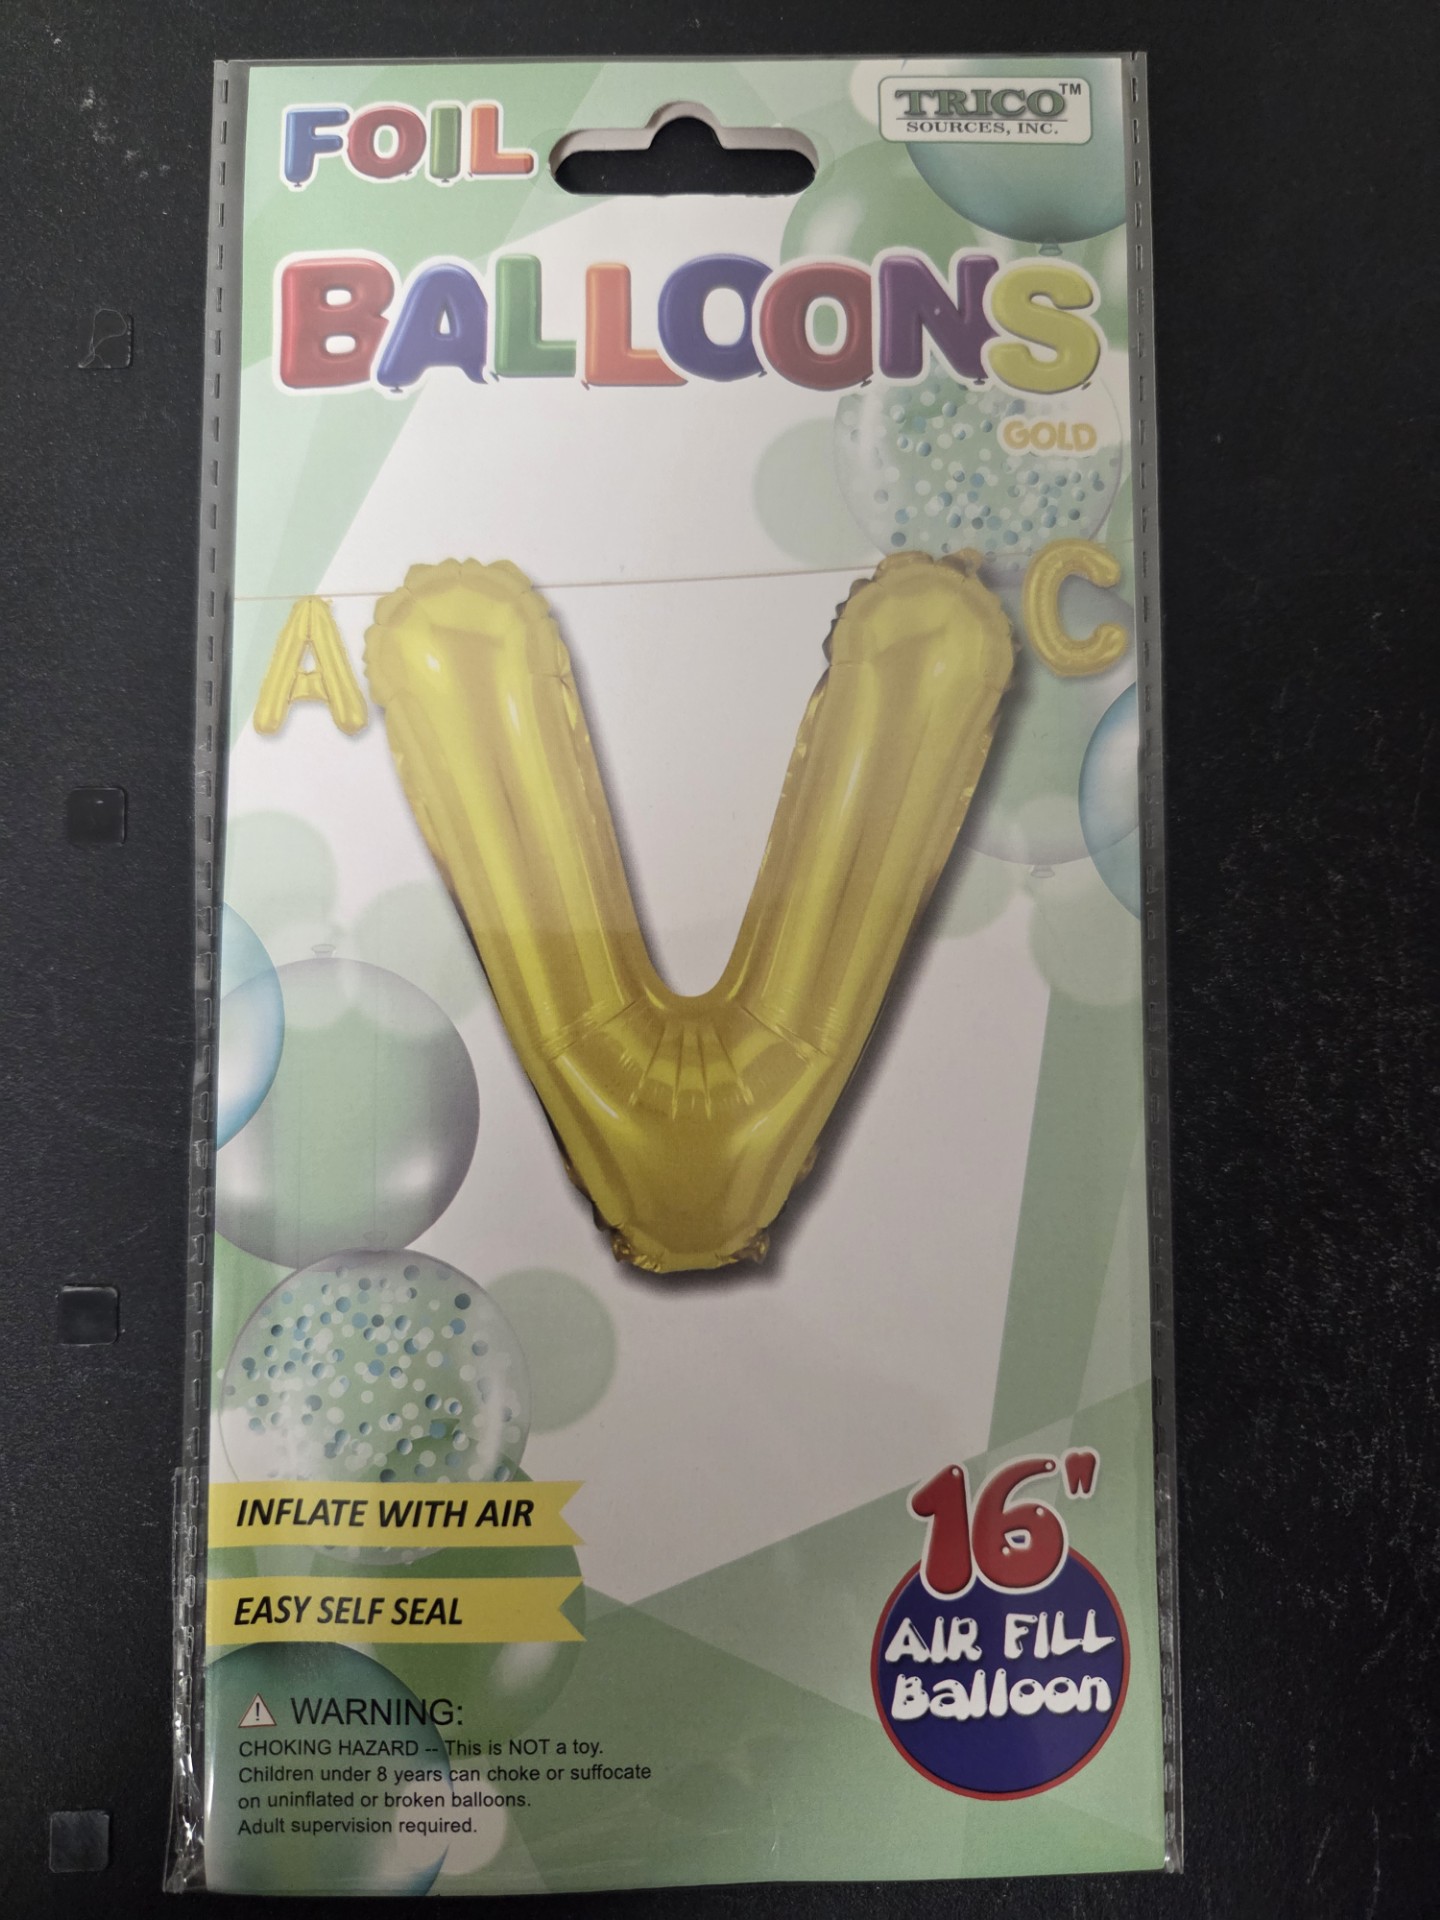 FOIL
TRICO™
SOURCES, INC.
BALLOONS
GOLD
A V C
INFLATE WITH AIR
EASY SELF SEAL
16"
AIR FILL
Balloon
⚠ WARNING:
CHOKING HAZARD -- This is NOT a toy.
Children under 8 years can choke or suffocate
on uninflated or broken balloons.
Adult supervision required.